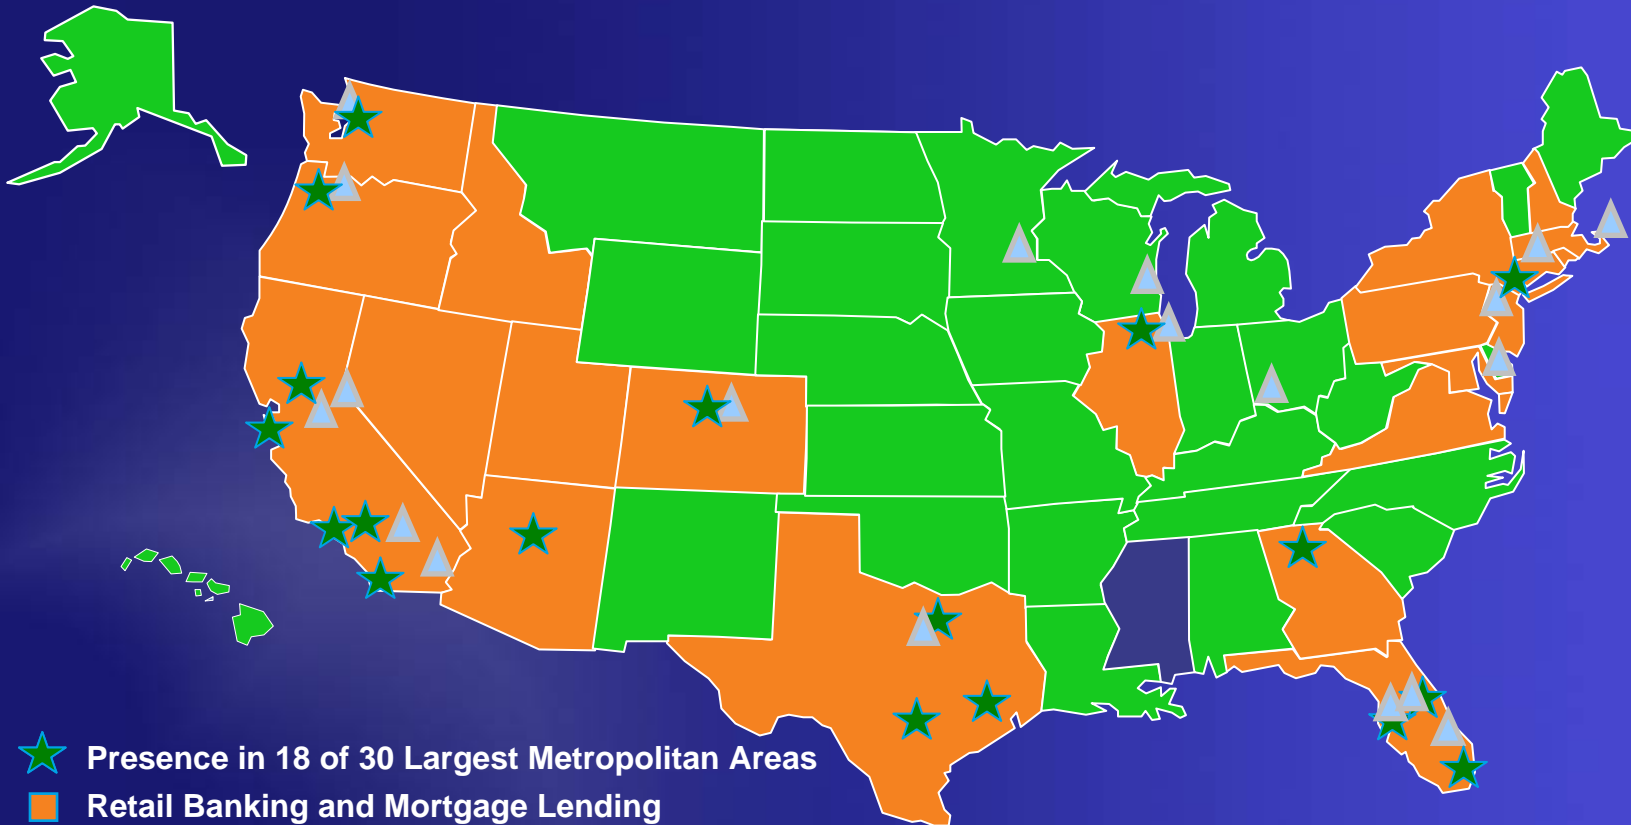 Presence in 18 of 30 Largest Metropolitan Areas
Retail Banking and Mortgage Lending